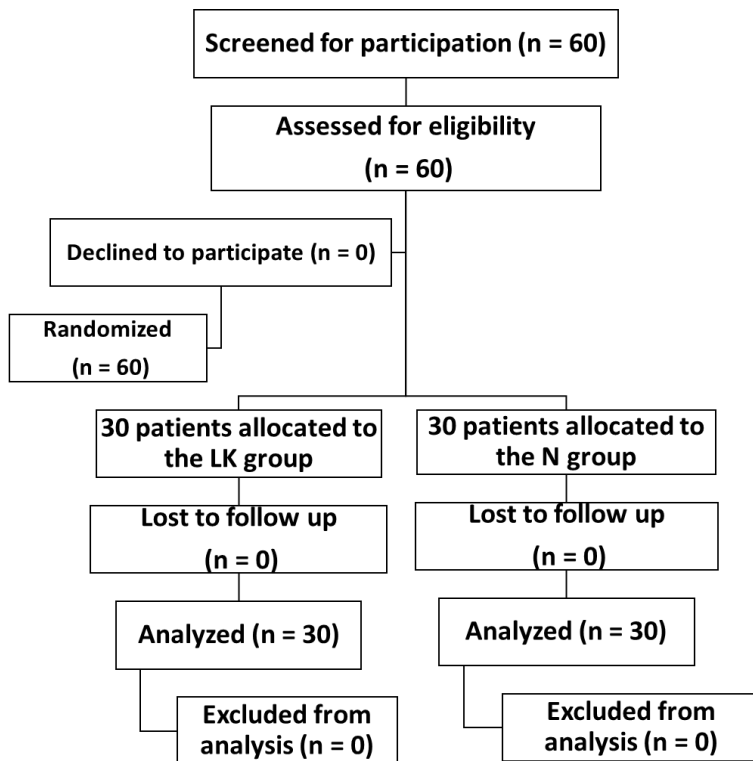 Screened for participation (n = 60)
Assessed for eligibility
(n = 60)
Declined to participate (n = 0)
Randomized
(n = 60)
30 patients allocated to
the LK group
30 patients allocated to
the N group
Lost to follow up
(n = 0)
Lost to follow up
(n = 0)
Analyzed (n = 30)
Analyzed (n = 30)
Excluded from
analysis (n = 0)
Excluded from
analysis (n = 0)